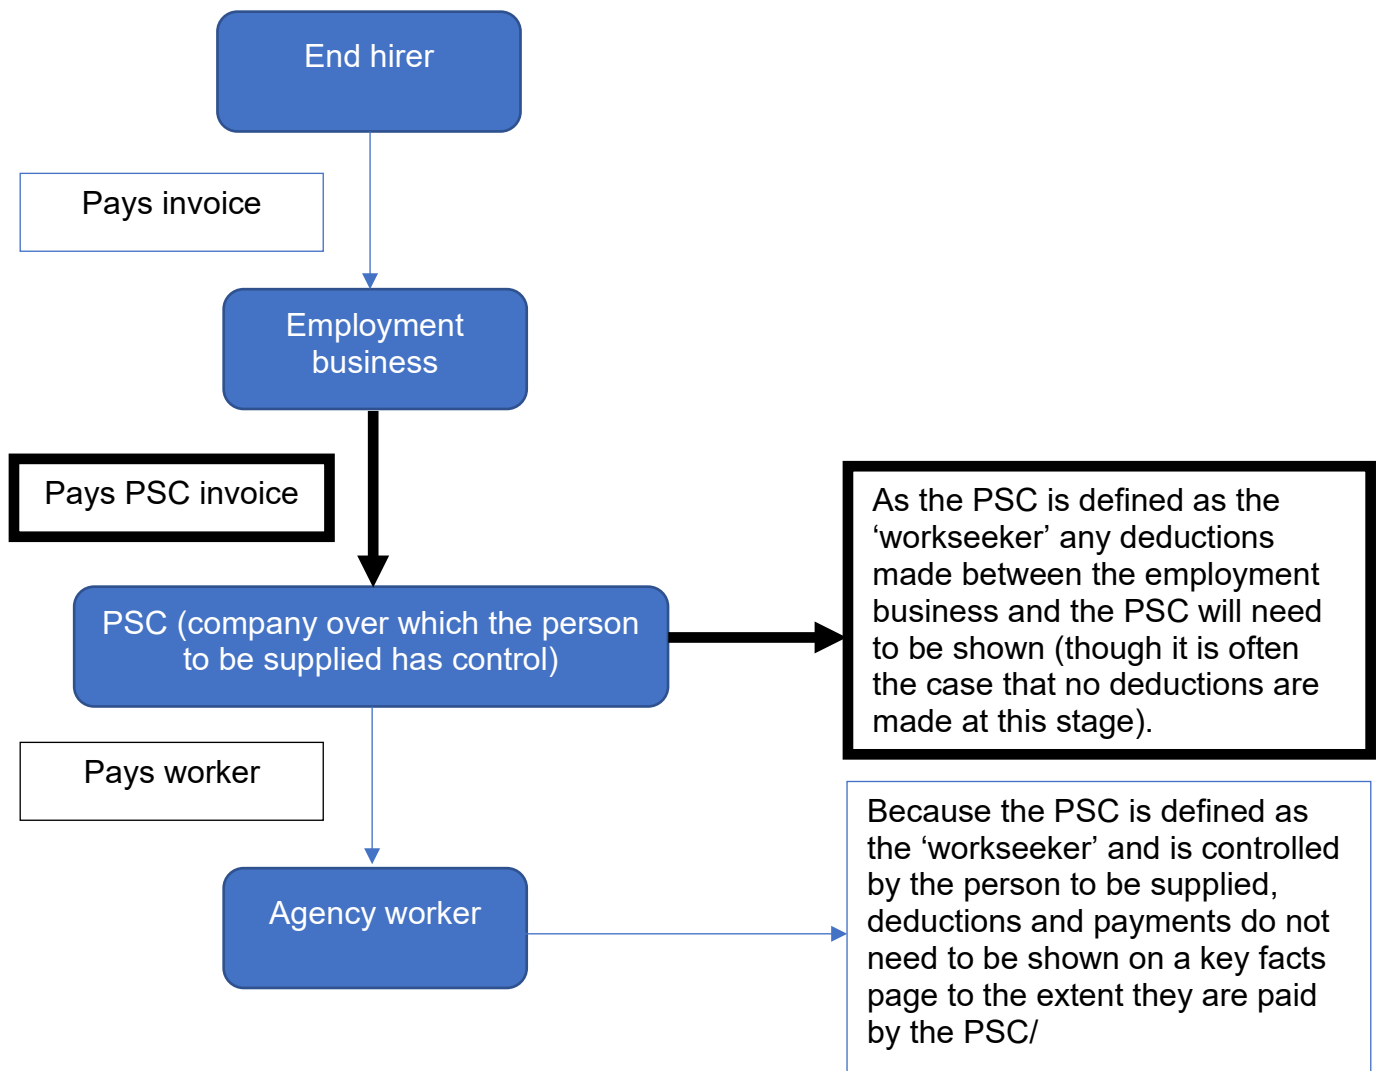 End hirer
Pays invoice
Employment
business
Pays PSC invoice
As the PSC is defined as the
‘workseeker’ any deductions
made between the employment
business and the PSC will need
to be shown (though it is often
the case that no deductions are
made at this stage).
PSC (company over which the person
to be supplied has control)
Pays worker
Because the PSC is defined as
the ‘workseeker’ and is controlled
by the person to be supplied,
deductions and payments do not
need to be shown on a key facts
page to the extent they are paid
by the PSC/
Agency worker